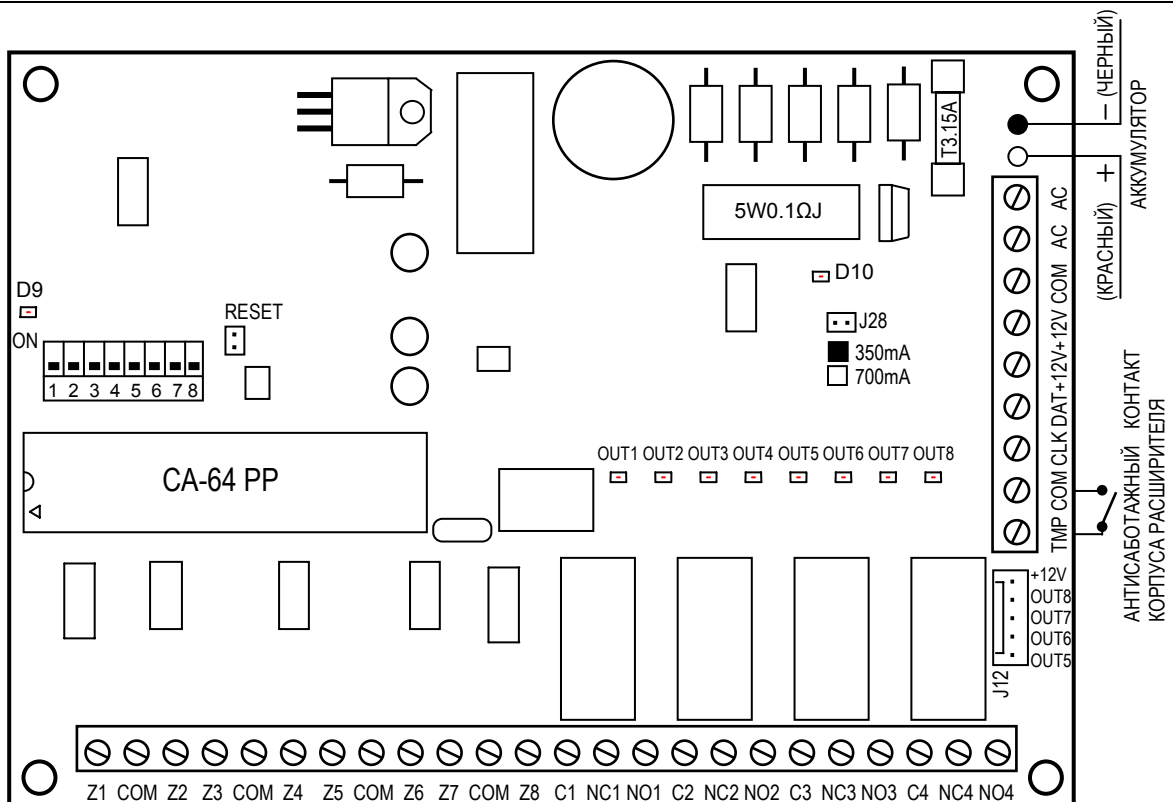 − (ЧЕРНЫЙ)
(КРАСНЫЙ) +
АККУМУЛЯТОР
T3.15A
5W0.1ΩJ
AC
AC
COM
+12V
+12V
DAT
CLK
COM
TMP
D10
D9
RESET
ON
J28
350mA
700mA
1 2 3 4 5 6 7 8
АНТИСАБОТАЖНЫЙ КОНТАКТ
КОРПУСА РАСШИРИТЕЛЯ
OUT1 OUT2 OUT3 OUT4 OUT5 OUT6 OUT7 OUT8
CA-64 PP
+12V
OUT8
OUT7
OUT6
OUT5
J12
Z1 COM Z2 Z3 COM Z4 Z5 COM Z6 Z7 COM Z8 C1 NC1 NO1 C2 NC2 NO2 C3 NC3 NO3 C4 NC4 NO4